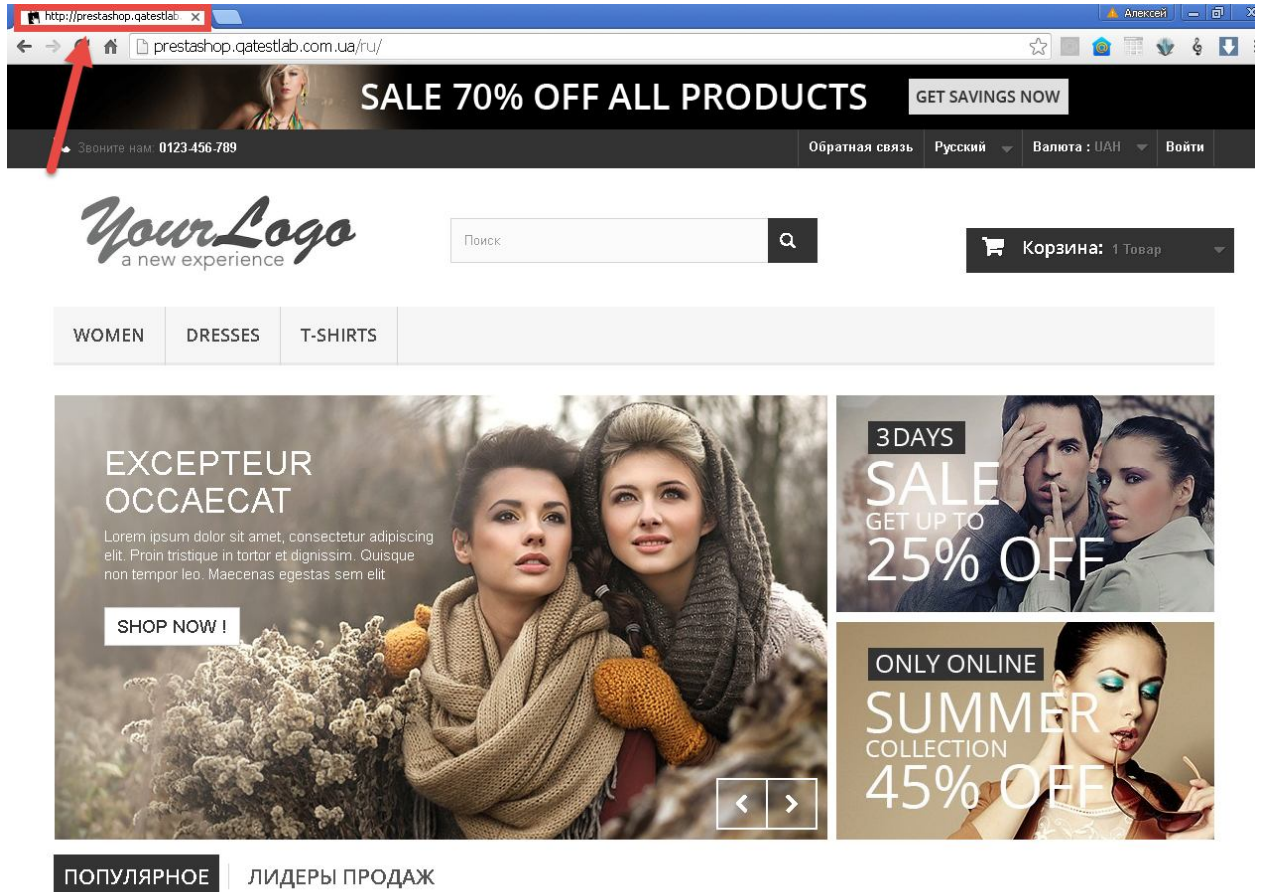 http://prestashop.qatestlab.
Алексей
prestashop.qatestlab.com.ua/ru/
SALE 70% OFF ALL PRODUCTS
GET SAVINGS NOW
Звоните нам: 0123-456-789
Обратная связь
Русский
Валюта : UAH
Войти
YourLogo
a new experience
Поиск
Корзина: 1 Товар
WOMEN
DRESSES
T-SHIRTS
EXCEPTEUR
OCCAECAT
Lorem ipsum dolor sit amet, consectetur adipiscing
elit. Proin tristique in tortor et dignissim. Quisque
non tempor leo. Maecenas egestas sem elit
SHOP NOW !
3 DAYS
SALE
GET UP TO
25% OFF
ONLY ONLINE
SUMMER
COLLECTION
45% OFF
ПОПУЛЯРНОЕ
ЛИДЕРЫ ПРОДАЖ